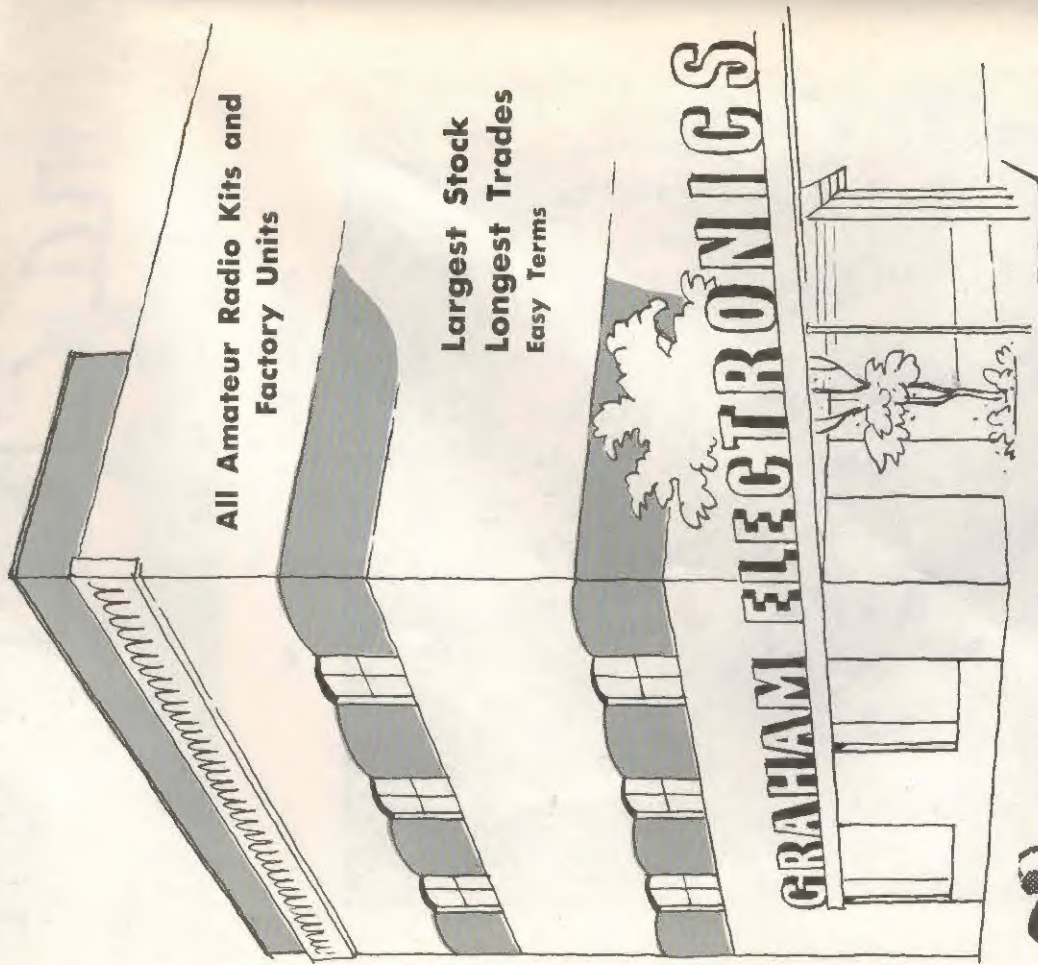 All Amateur Radio Kits and
Factory Units
Largest Stock
Longest Trades
Easy Terms
GRAHAM ELECTRONICS